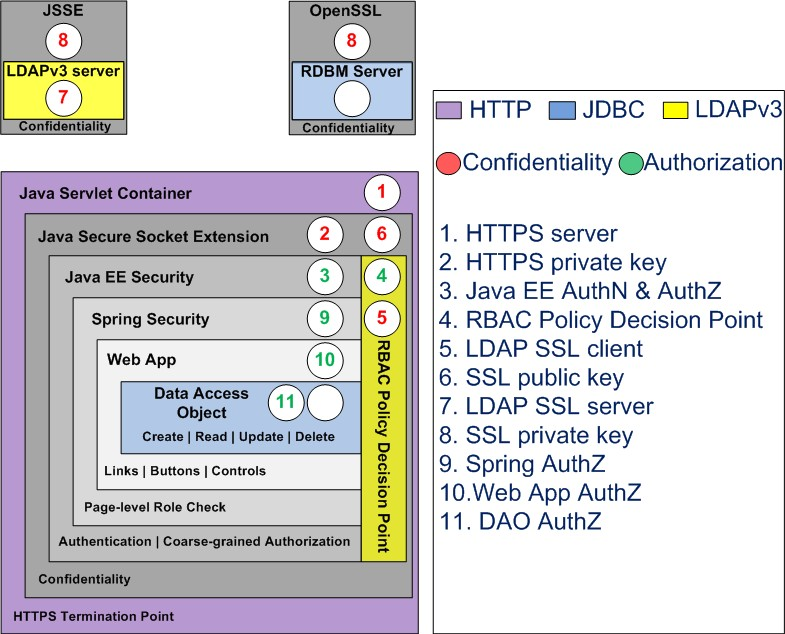 JSSE
8
LDAPv3 server
7
Confidentiality
OpenSSL
8
RDBM Server
Confidentiality
Java Servlet Container
1
Java Secure Socket Extension
2
6
Java EE Security
3
4
Spring Security
9
5
Web App
10
Data Access
Object
11
Create | Read | Update | Delete
Links | Buttons | Controls
Page-level Role Check
Authentication | Coarse-grained Authorization
Confidentiality
HTTPS Termination Point
RBAC Policy Decision Point
HTTP JDBC LDAPv3
Confidentiality Authorization
1. HTTPS server
2. HTTPS private key
3. Java EE AuthN & AuthZ
4. RBAC Policy Decision Point
5. LDAP SSL client
6. SSL public key
7. LDAP SSL server
8. SSL private key
9. Spring AuthZ
10.Web App AuthZ
11. DAO AuthZ